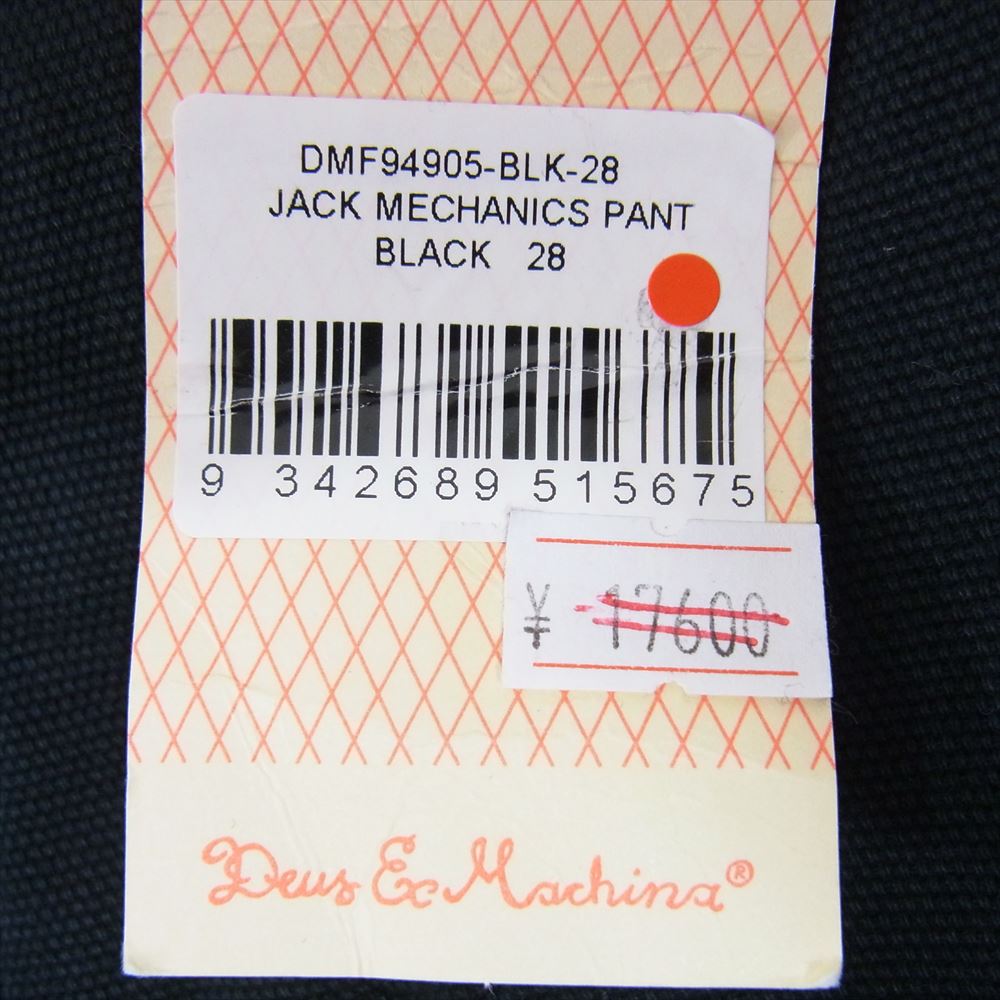 DMF94905-BLK-28
JACK MECHANICS PANT
BLACK 28
9 342689 515675
¥ 17600
Deus Ex Machina®